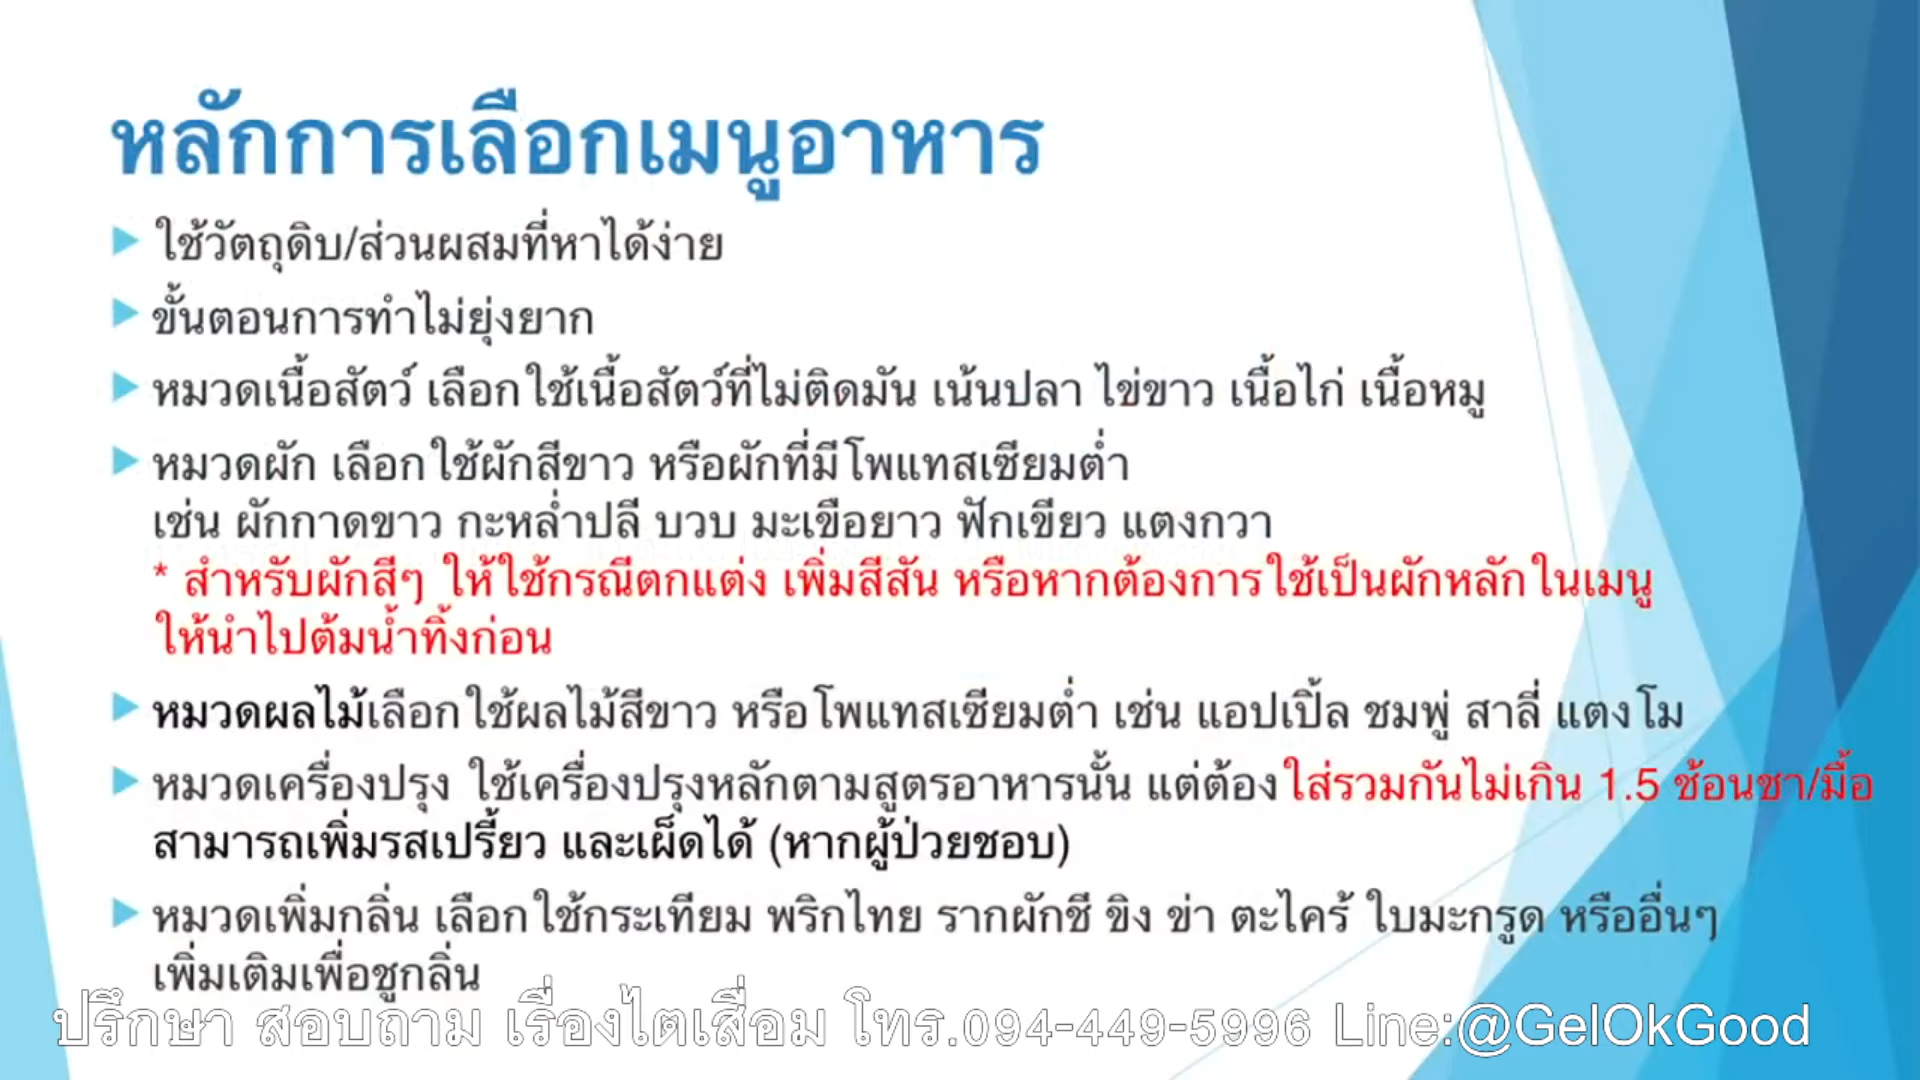 หลักการเลือกเมนูอาหาร
ใช้วัตถุดิบ/ส่วนผสมที่หาได้ง่าย
ขั้นตอนการทำไม่ยุ่งยาก
หมวดเนื้อสัตว์ เลือกใช้เนื้อสัตว์ที่ไม่ติดมัน เน้นปลา ไข่ขาว เนื้อไก่ เนื้อหมู
หมวดผัก เลือกใช้ผักสีขาว หรือผักที่มีโพแทสเซียมต่ำ
เช่น ผักกาดขาว กะหล่ำปลี บวบ มะเขือยาว ฟักเขียว แตงกวา
* สำหรับผักสีๆ ให้ใช้กรณีตกแต่ง เพิ่มสีสัน หรือหากต้องการใช้เป็นผักหลักในเมนู
ให้นำไปต้มน้ำทิ้งก่อน
หมวดผลไม้เลือกใช้ผลไม้สีขาว หรือโพแทสเซียมต่ำ เช่น แอปเปิ้ล ชมพู่ สาลี่ แตงโม
หมวดเครื่องปรุง ใช้เครื่องปรุงหลักตามสูตรอาหารนั้น แต่ต้องใส่รวมกันไม่เกิน 1.5 ช้อนชา/มื้อ
สามารถเพิ่มรสเปรี้ยว และเผ็ดได้ (หากผู้ป่วยชอบ)
หมวดเพิ่มกลิ่น เลือกใช้กระเทียม พริกไทย รากผักชี ขิง ข่า ตะไคร้ ใบมะกรูด หรืออื่นๆ
เพิ่มเติมเพื่อชูกลิ่น
ปรึกษา สอบถาม เรื่องไตเสื่อม โทร.094-449-5996 Line:@GelOkGood